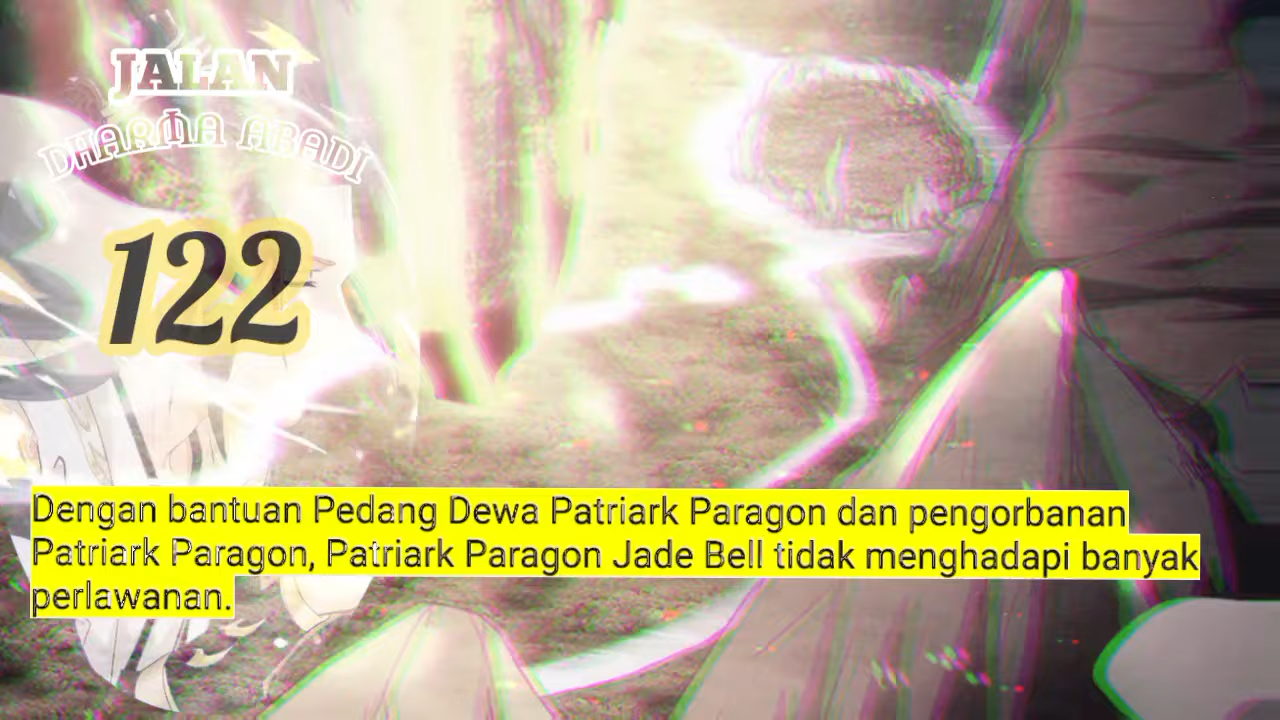 JALAN
DHARMA ABADI
122
Dengan bantuan Pedang Dewa Patriark Paragon dan pengorbanan
Patriark Paragon, Patriark Paragon Jade Bell tidak menghadapi banyak
perlawanan.